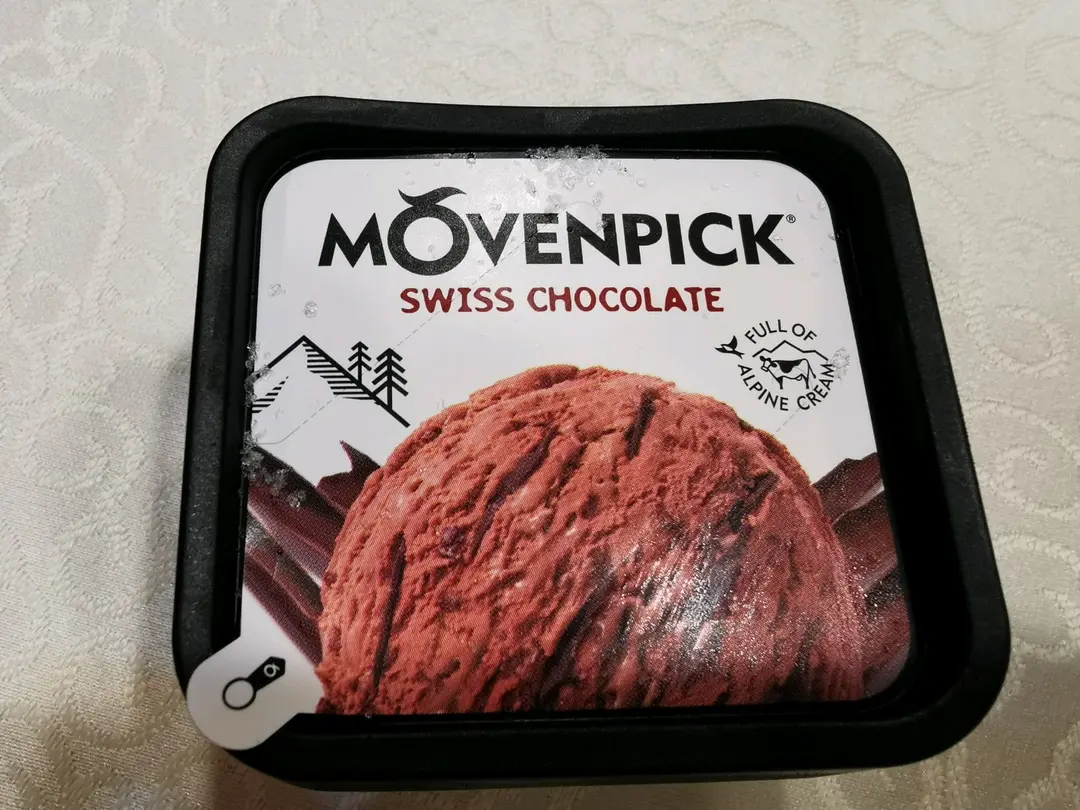 MÖVENPICK®
SWISS CHOCOLATE
FULL OF
ALPINE CREAM